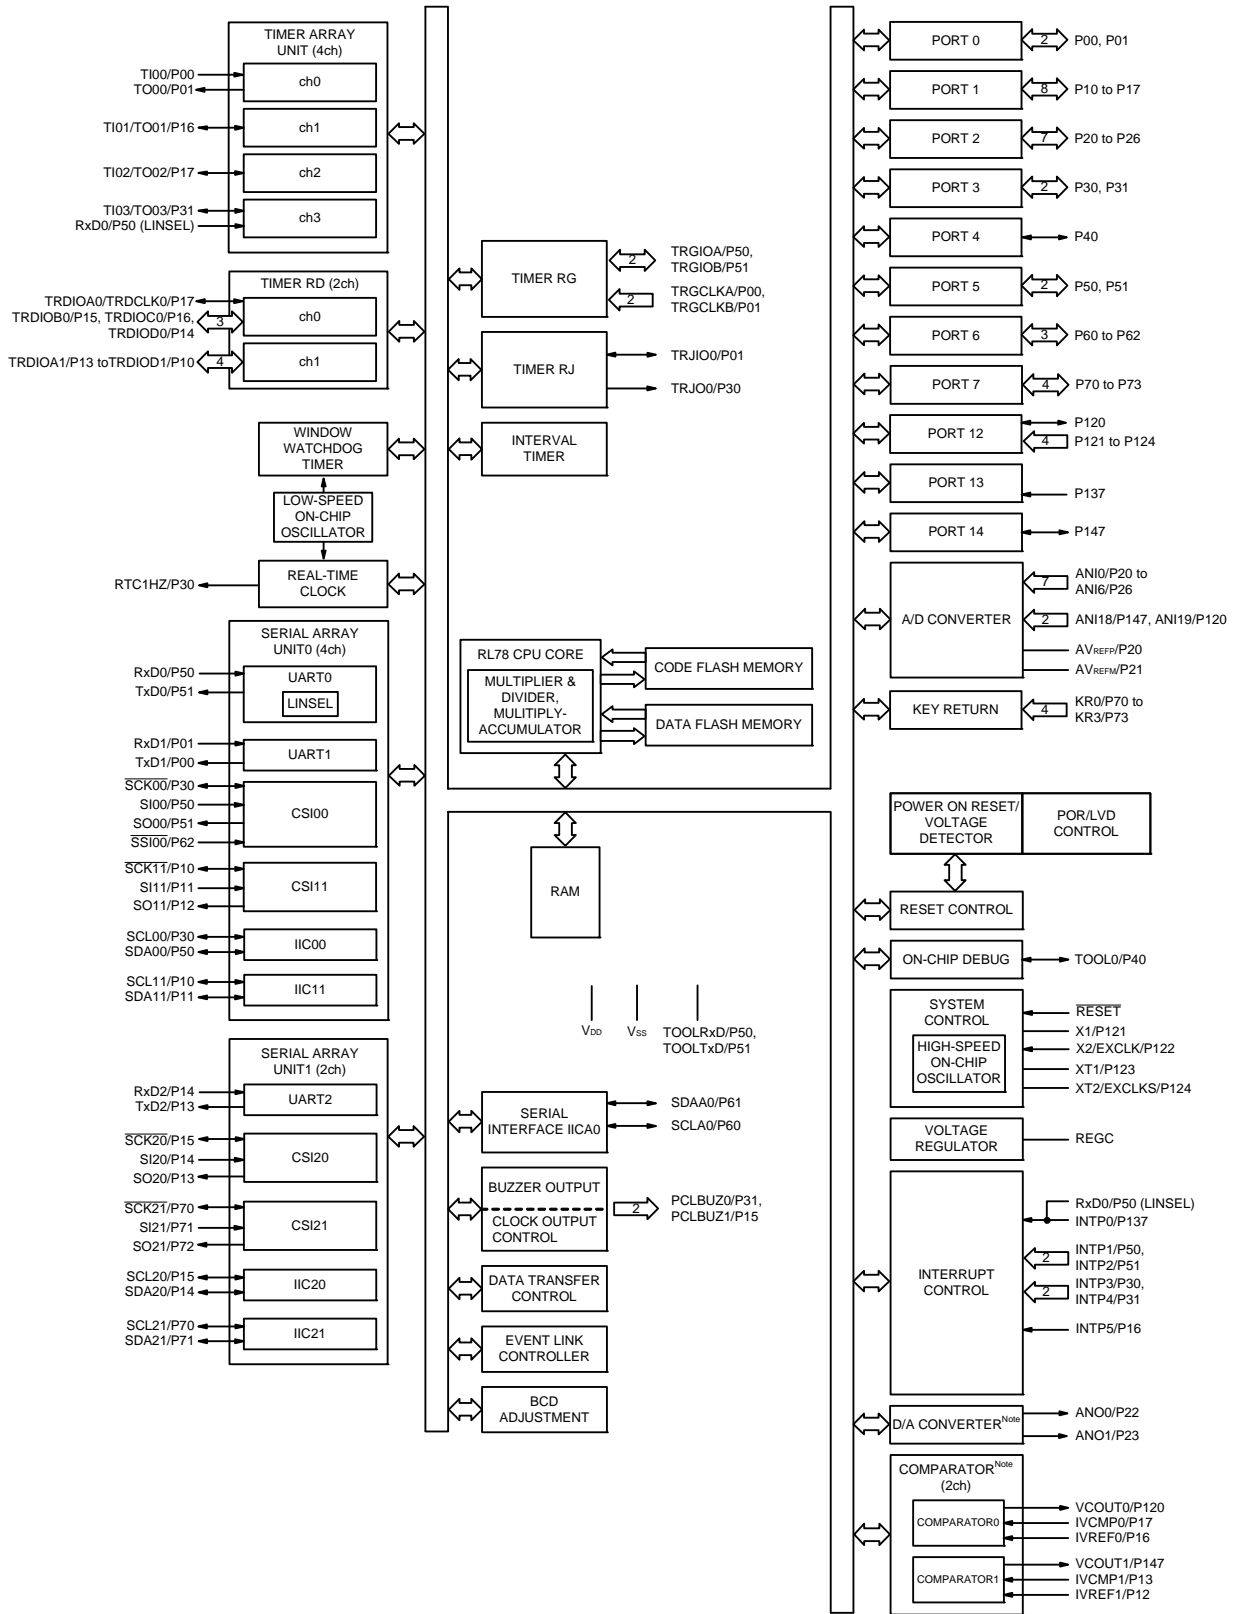 TIMER ARRAY
UNIT (4ch)
TI00/P00
TO00/P01
ch0
TI01/TO01/P16
ch1
TI02/TO02/P17
ch2
TI03/TO03/P31
RxD0/P50 (LINSEL)
ch3
TIMER RD (2ch)
TRDIOA0/TRDCLK0/P17
TRDIOB0/P15, TRDIOC0/P16,
TRDIOD0/P14
3
ch0
TRDIOA1/P13 toTRDIOD1/P10
4
ch1
WINDOW
WATCHDOG
TIMER
LOW-SPEED
ON-CHIP
OSCILLATOR
RTC1HZ/P30
REAL-TIME
CLOCK
SERIAL ARRAY
UNIT0 (4ch)
RxD0/P50
TxD0/P51
UART0
LINSEL
RxD1/P01
TxD1/P00
UART1
SCK00/P30
SI00/P50
SO00/P51
SSI00/P62
CSI00
SCK11/P10
SI11/P11
SO11/P12
CSI11
SCL00/P30
SDA00/P50
IIC00
SCL11/P10
SDA11/P11
IIC11
SERIAL ARRAY
UNIT1 (2ch)
RxD2/P14
TxD2/P13
UART2
SCK20/P15
SI20/P14
SO20/P13
CSI20
SCK21/P70
SI21/P71
SO21/P72
CSI21
SCL20/P15
SDA20/P14
IIC20
SCL21/P70
SDA21/P71
IIC21
TIMER RG
2
TRGIOA/P50,
TRGIOB/P51
2
TRGCLKA/P00,
TRGCLKB/P01
TIMER RJ
TRJIO0/P01
TRJO0/P30
INTERVAL
TIMER
RL78 CPU CORE
MULTIPLIER &
DIVIDER,
MULTIPLY-
ACCUMULATOR
CODE FLASH MEMORY
DATA FLASH MEMORY
RAM
VDD
VSS
TOOLRxD/P50,
TOOLTxD/P51
SERIAL
INTERFACE IICA0
SDAA0/P61
SCLA0/P60
BUZZER OUTPUT
CLOCK OUTPUT
CONTROL
2
PCLBUZ0/P31,
PCLBUZ1/P15
DATA TRANSFER
CONTROL
EVENT LINK
CONTROLLER
BCD
ADJUSTMENT
PORT 0
2
P00, P01
PORT 1
8
P10 to P17
PORT 2
7
P20 to P26
PORT 3
2
P30, P31
PORT 4
P40
PORT 5
2
P50, P51
PORT 6
3
P60 to P62
PORT 7
4
P70 to P73
PORT 12
P120
4
P121 to P124
PORT 13
P137
PORT 14
P147
A/D CONVERTER
7
ANI0/P20 to
ANI6/P26
2
ANI18/P147, ANI19/P120
AVREFP/P20
AVREFM/P21
KEY RETURN
4
KR0/P70 to
KR3/P73
POWER ON RESET/
VOLTAGE
DETECTOR
POR/LVD
CONTROL
RESET CONTROL
ON-CHIP DEBUG
TOOL0/P40
SYSTEM
CONTROL
HIGH-SPEED
ON-CHIP
OSCILLATOR
RESET
X1/P121
X2/EXCLK/P122
XT1/P123
XT2/EXCLKS/P124
VOLTAGE
REGULATOR
REGC
INTERRUPT
CONTROL
RxD0/P50 (LINSEL)
INTP0/P137
2
INTP1/P50,
INTP2/P51
2
INTP3/P30,
INTP4/P31
INTP5/P16
D/A CONVERTERNote
ANO0/P22
ANO1/P23
COMPARATORNote
(2ch)
COMPARATOR0
VCOUT0/P120
IVCMP0/P17
IVREF0/P16
COMPARATOR1
VCOUT1/P147
IVCMP1/P13
IVREF1/P12